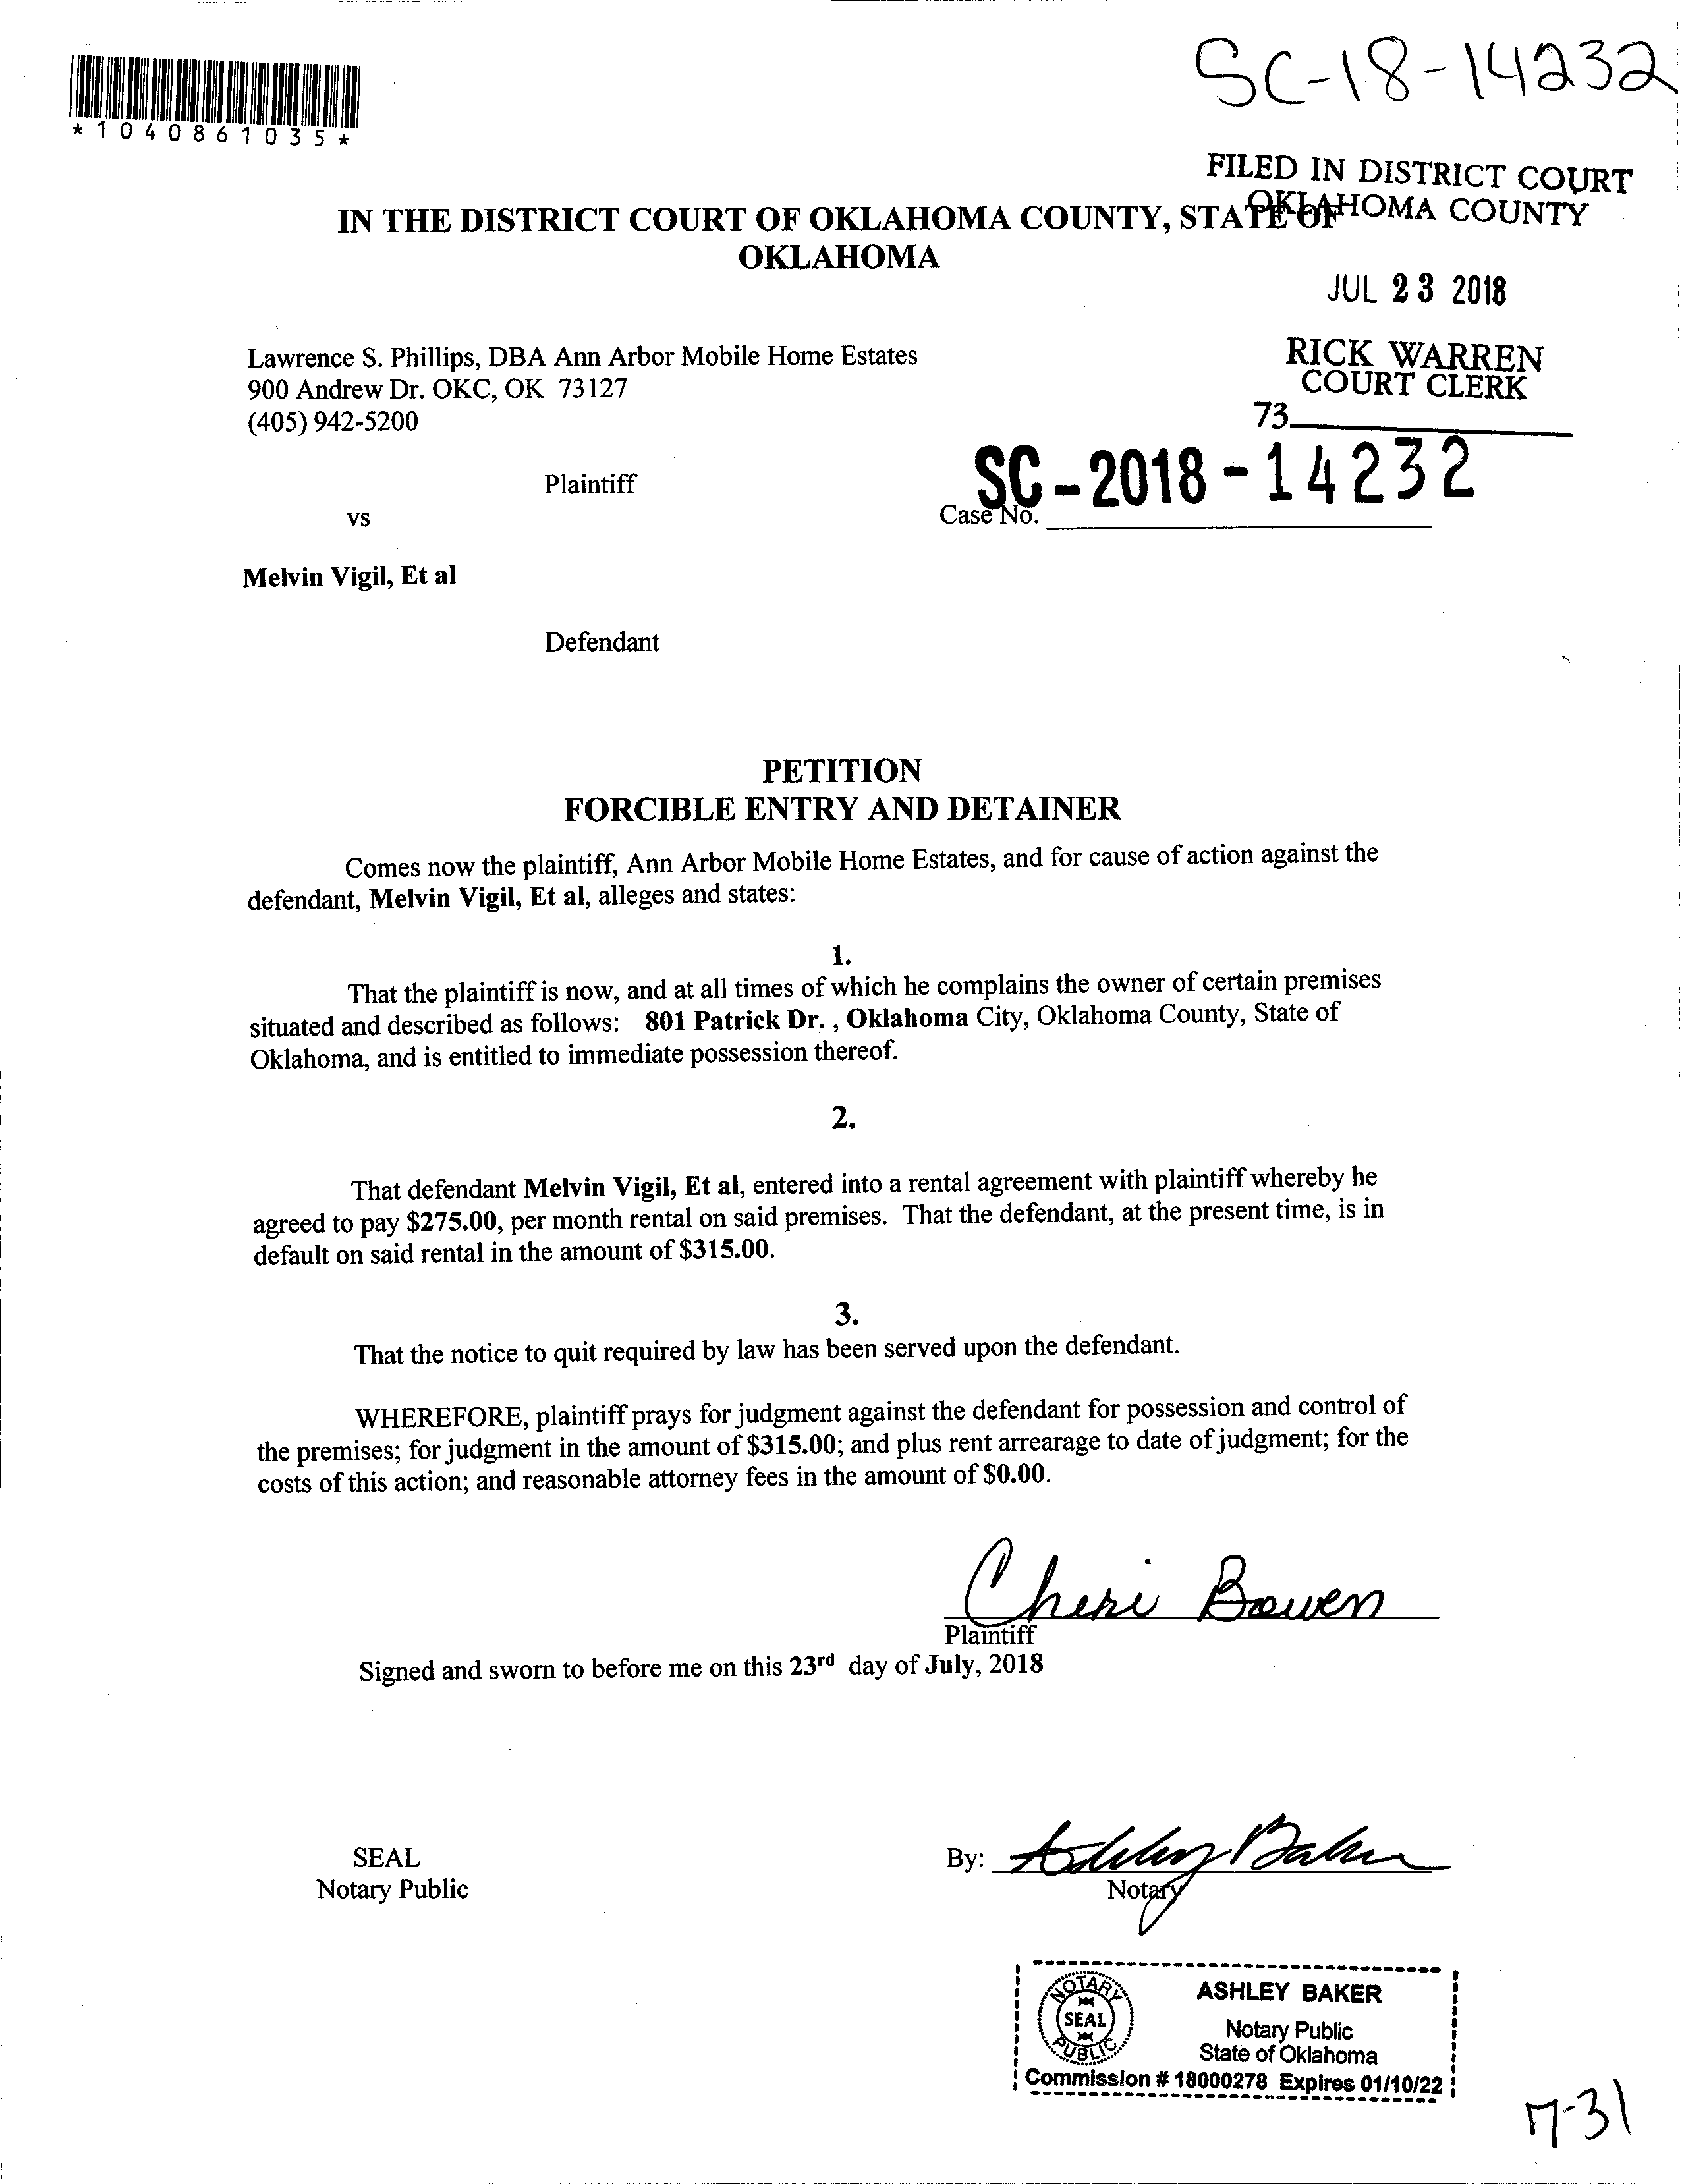 SC-18-14232
*1040861035*
FILED IN DISTRICT COURT
OKLAHOMA COUNTY
IN THE DISTRICT COURT OF OKLAHOMA COUNTY, STATE OF
OKLAHOMA
JUL 23 2018
Lawrence S. Phillips, DBA Ann Arbor Mobile Home Estates
900 Andrew Dr. OKC, OK 73127
(405) 942-5200
RICK WARREN
COURT CLERK
73
Plaintiff
SC-2018-14232
vs
Case No.
Melvin Vigil, Et al
Defendant
PETITION
FORCIBLE ENTRY AND DETAINER
Comes now the plaintiff, Ann Arbor Mobile Home Estates, and for cause of action against the
defendant, Melvin Vigil, Et al, alleges and states:
1.
That the plaintiff is now, and at all times of which he complains the owner of certain premises
situated and described as follows: 801 Patrick Dr. , Oklahoma City, Oklahoma County, State of
Oklahoma, and is entitled to immediate possession thereof.
2.
That defendant Melvin Vigil, Et al, entered into a rental agreement with plaintiff whereby he
agreed to pay $275.00, per month rental on said premises. That the defendant, at the present time, is in
default on said rental in the amount of $315.00.
3.
That the notice to quit required by law has been served upon the defendant.
WHEREFORE, plaintiff prays for judgment against the defendant for possession and control of
the premises; for judgment in the amount of $315.00; and plus rent arrearage to date of judgment; for the
costs of this action; and reasonable attorney fees in the amount of $0.00.
Cheri Bowen
Plaintiff
Signed and sworn to before me on this 23rd day of July, 2018
SEAL
Notary Public
By: Ashley Baker
Notary
NOTARY
SEAL
PUBLIC
ASHLEY BAKER
Notary Public
State of Oklahoma
Commission # 18000278 Expires 01/10/22
7-31